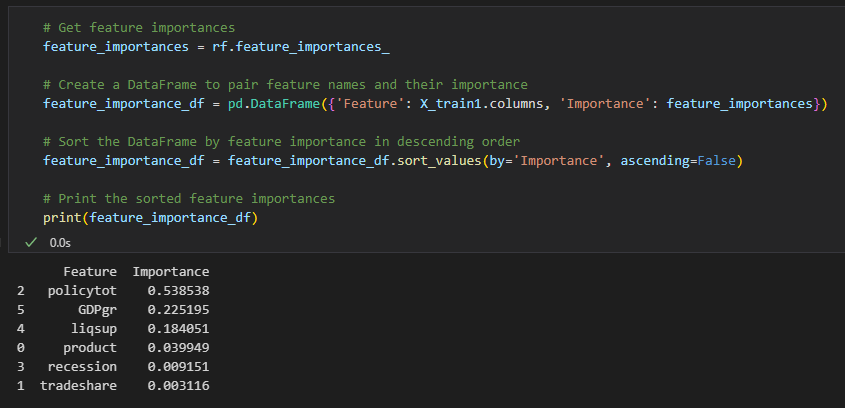 # Get feature importances
feature_importances = rf.feature_importances_
# Create a DataFrame to pair feature names and their importance
feature_importance_df = pd.DataFrame({'Feature': X_train1.columns, 'Importance': feature_importances})
# Sort the DataFrame by feature importance in descending order
feature_importance_df = feature_importance_df.sort_values(by='Importance', ascending=False)
# Print the sorted feature importances
print(feature_importance_df)
0.0s
Feature Importance
2 policytot 0.538538
5 GDPgr 0.225195
4 liqsup 0.184051
0 product 0.039949
3 recession 0.009151
1 tradeshare 0.003116